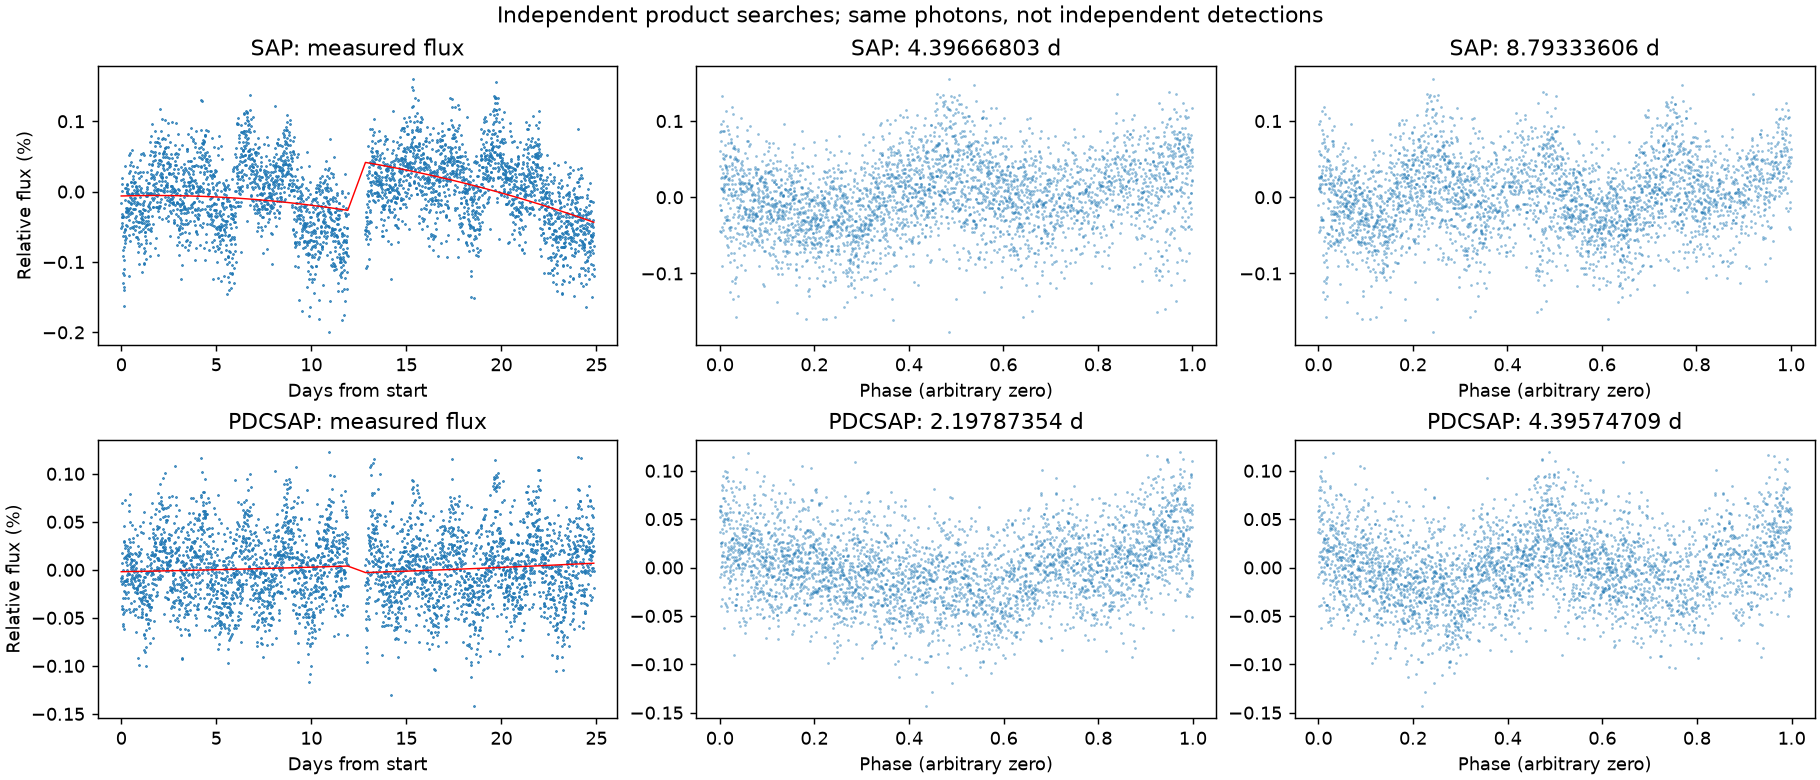 Independent product searches; same photons, not independent detections
SAP: measured flux
SAP: 4.39666803 d
SAP: 8.79333606 d
Relative flux (%)
0.1
0.0
−0.1
−0.2
0 5 10 15 20 25
Days from start
0.1
0.0
−0.1
0.0 0.2 0.4 0.6 0.8 1.0
Phase (arbitrary zero)
0.1
0.0
−0.1
0.0 0.2 0.4 0.6 0.8 1.0
Phase (arbitrary zero)
PDCSAP: measured flux
PDCSAP: 2.19787354 d
PDCSAP: 4.39574709 d
Relative flux (%)
0.10
0.05
0.00
−0.05
−0.10
−0.15
0 5 10 15 20 25
Days from start
0.10
0.05
0.00
−0.05
−0.10
−0.15
0.0 0.2 0.4 0.6 0.8 1.0
Phase (arbitrary zero)
0.10
0.05
0.00
−0.05
−0.10
−0.15
0.0 0.2 0.4 0.6 0.8 1.0
Phase (arbitrary zero)